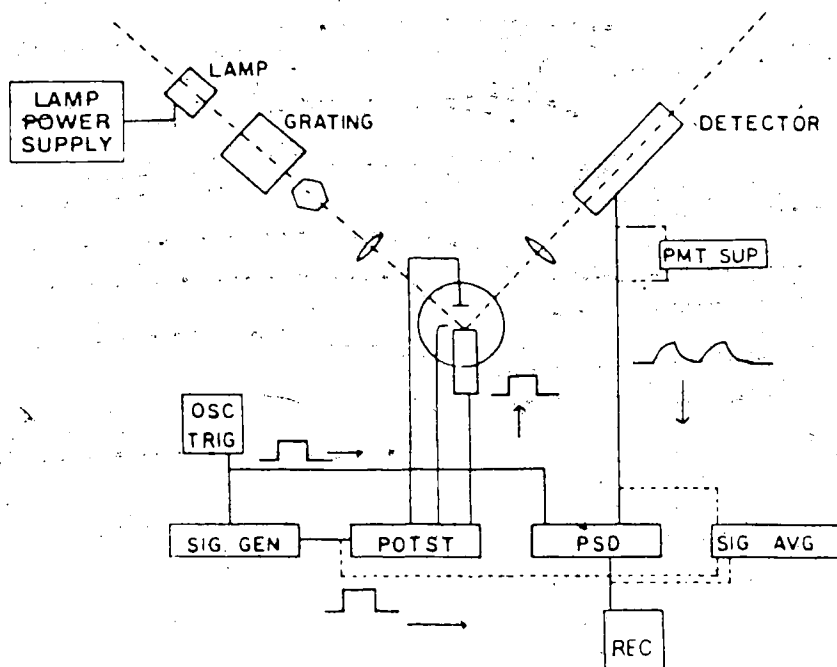 LAMP
LAMP
POWER
SUPPLY
GRATING
DETECTOR
PMT SUP
OSC
TRIG
SIG. GEN
POTST
PSD
SIG AVG
REC